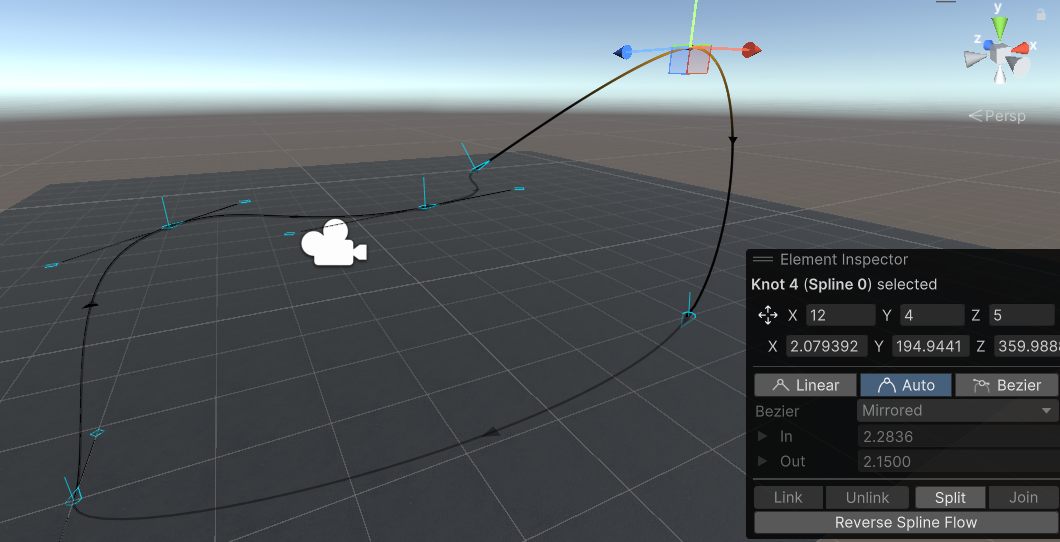 y
z
x
Persp
Element Inspector
Knot 4 (Spline 0) selected
X 12 Y 4 Z 5
X 2.079392 Y 194.9441 Z 359.988
Linear Auto Bezier
Bezier Mirrored
In 2.2836
Out 2.1500
Link Unlink Split Join
Reverse Spline Flow